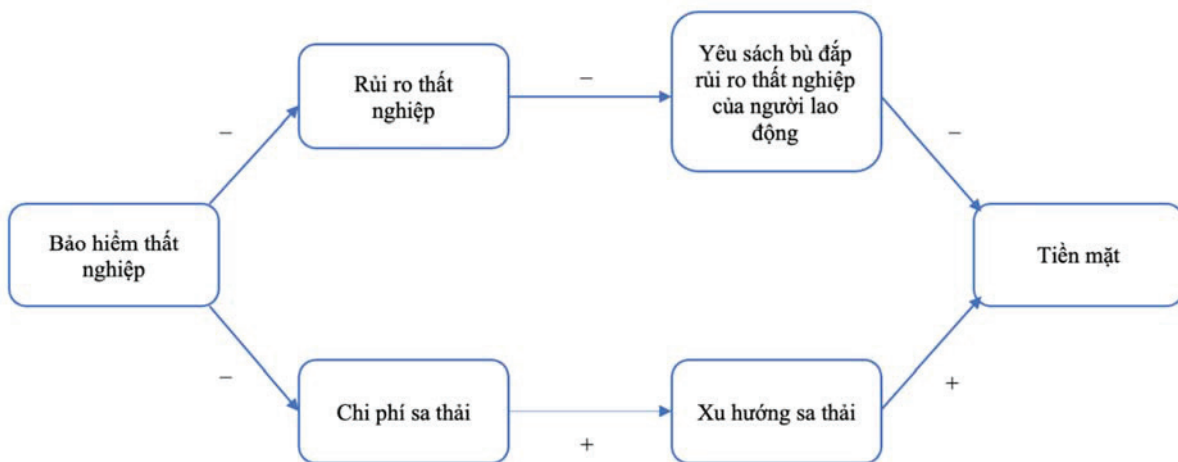 Rủi ro thất
nghiệp
–
Yêu sách bù đắp
rủi ro thất nghiệp
của người lao
động
–
–
Bảo hiểm thất
nghiệp
Tiền mặt
–
Chi phí sa thải
+
Xu hướng sa thải
+